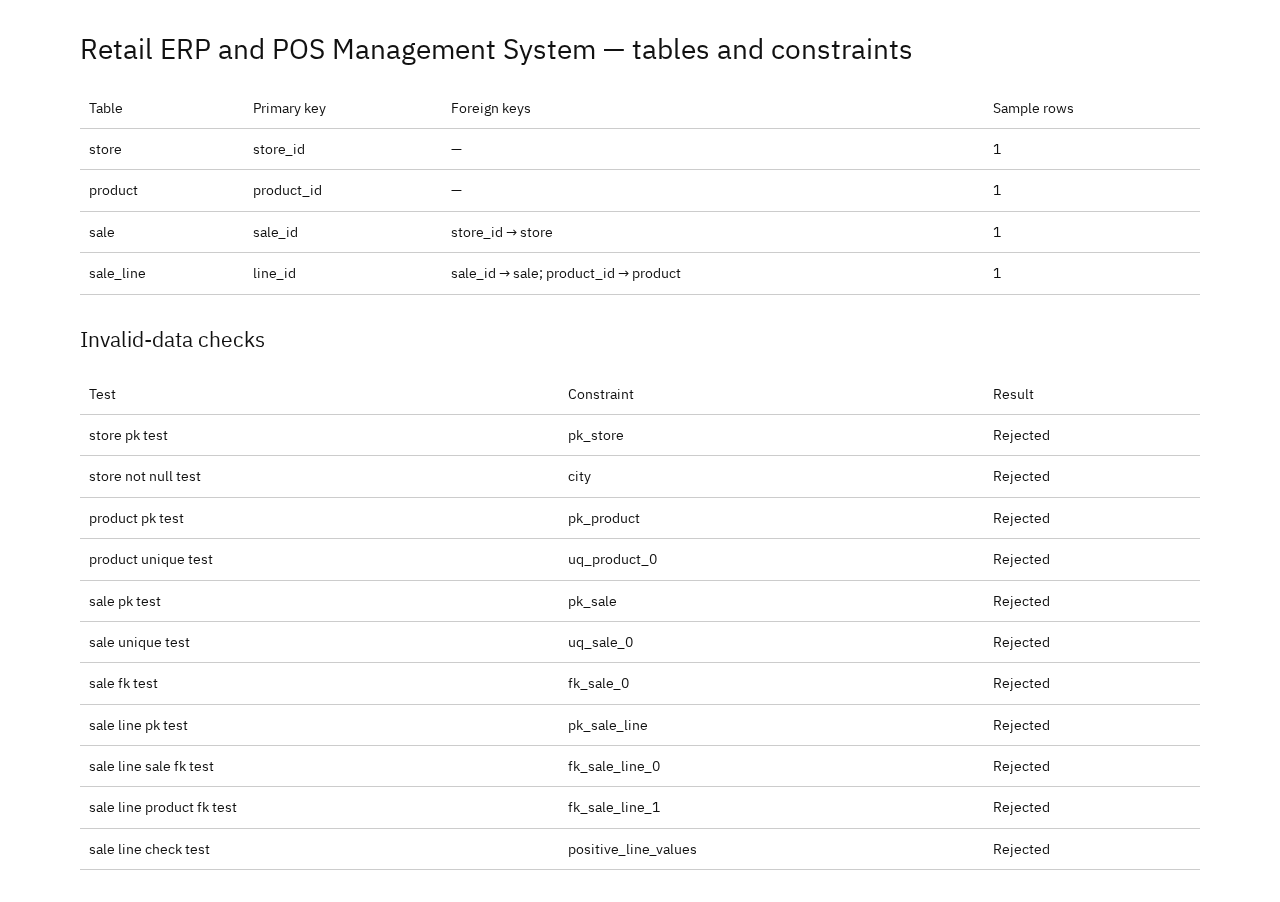 Retail ERP and POS Management System — tables and constraints
Table Primary key Foreign keys Sample rows
store store_id — 1
product product_id — 1
sale sale_id store_id → store 1
sale_line line_id sale_id → sale; product_id → product 1
Invalid-data checks
Test Constraint Result
store pk test pk_store Rejected
store not null test city Rejected
product pk test pk_product Rejected
product unique test uq_product_0 Rejected
sale pk test pk_sale Rejected
sale unique test uq_sale_0 Rejected
sale fk test fk_sale_0 Rejected
sale line pk test pk_sale_line Rejected
sale line sale fk test fk_sale_line_0 Rejected
sale line product fk test fk_sale_line_1 Rejected
sale line check test positive_line_values Rejected